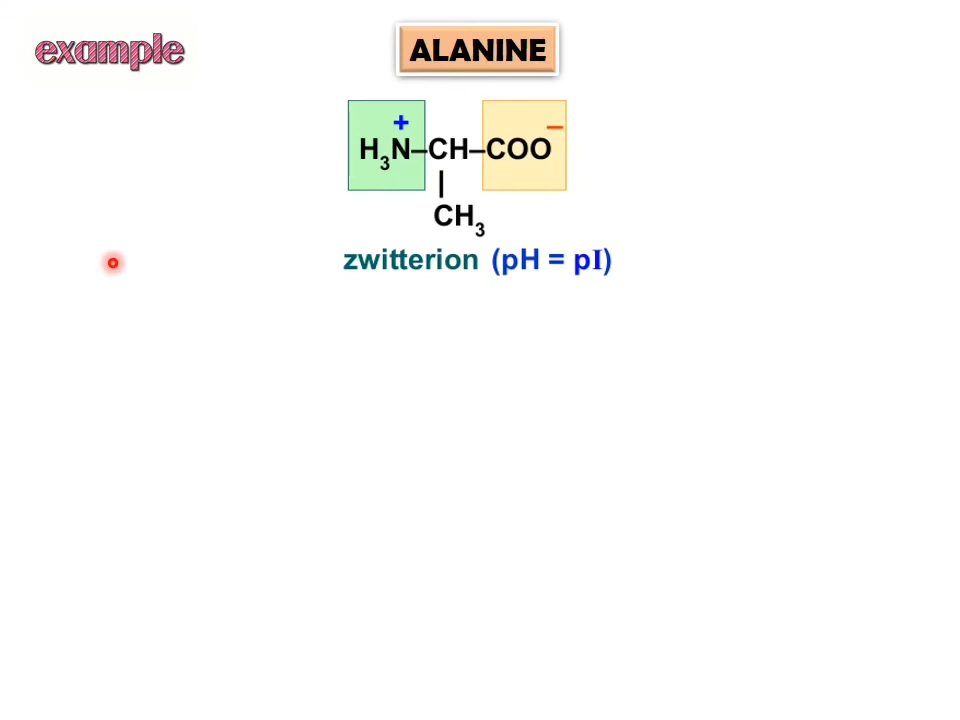 example
ALANINE
+ –
H₃N–CH–COO
|
CH₃
zwitterion (pH = pI)